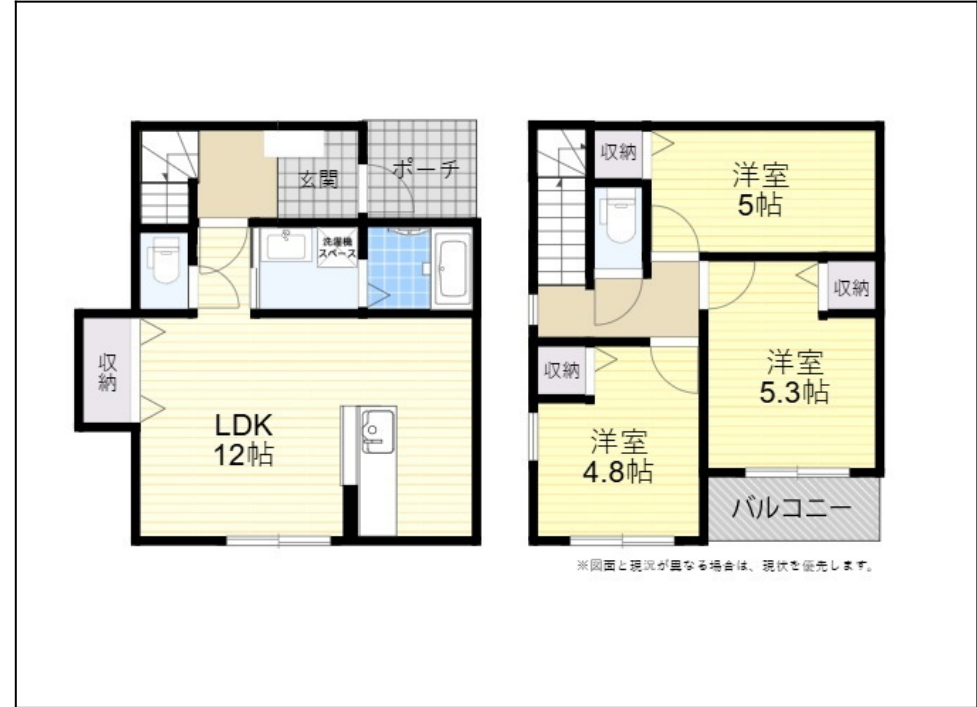 玄関
ポーチ
洗濯機
スペース
収納
LDK
12帖
収納
洋室
5帖
収納
洋室
5.3帖
収納
洋室
4.8帖
バルコニー
※図面と現況が異なる場合は、現状を優先します。